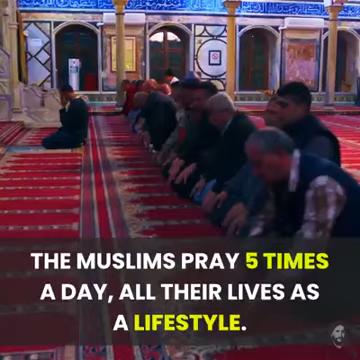 THE MUSLIMS PRAY 5 TIMES
A DAY, ALL THEIR LIVES AS
A LIFESTYLE.